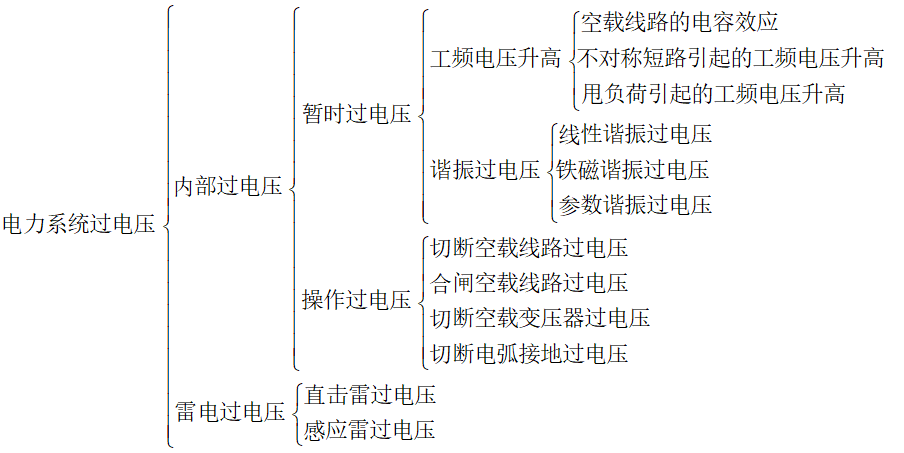 空载线路的电容效应
工频电压升高
不对称短路引起的工频电压升高
甩负荷引起的工频电压升高
暂时过电压
线性谐振过电压
谐振过电压
铁磁谐振过电压
参数谐振过电压
内部过电压
电力系统过电压
切断空载线路过电压
合闸空载线路过电压
操作过电压
切断空载变压器过电压
切断电弧接地过电压
直击雷过电压
雷电过电压
感应雷过电压